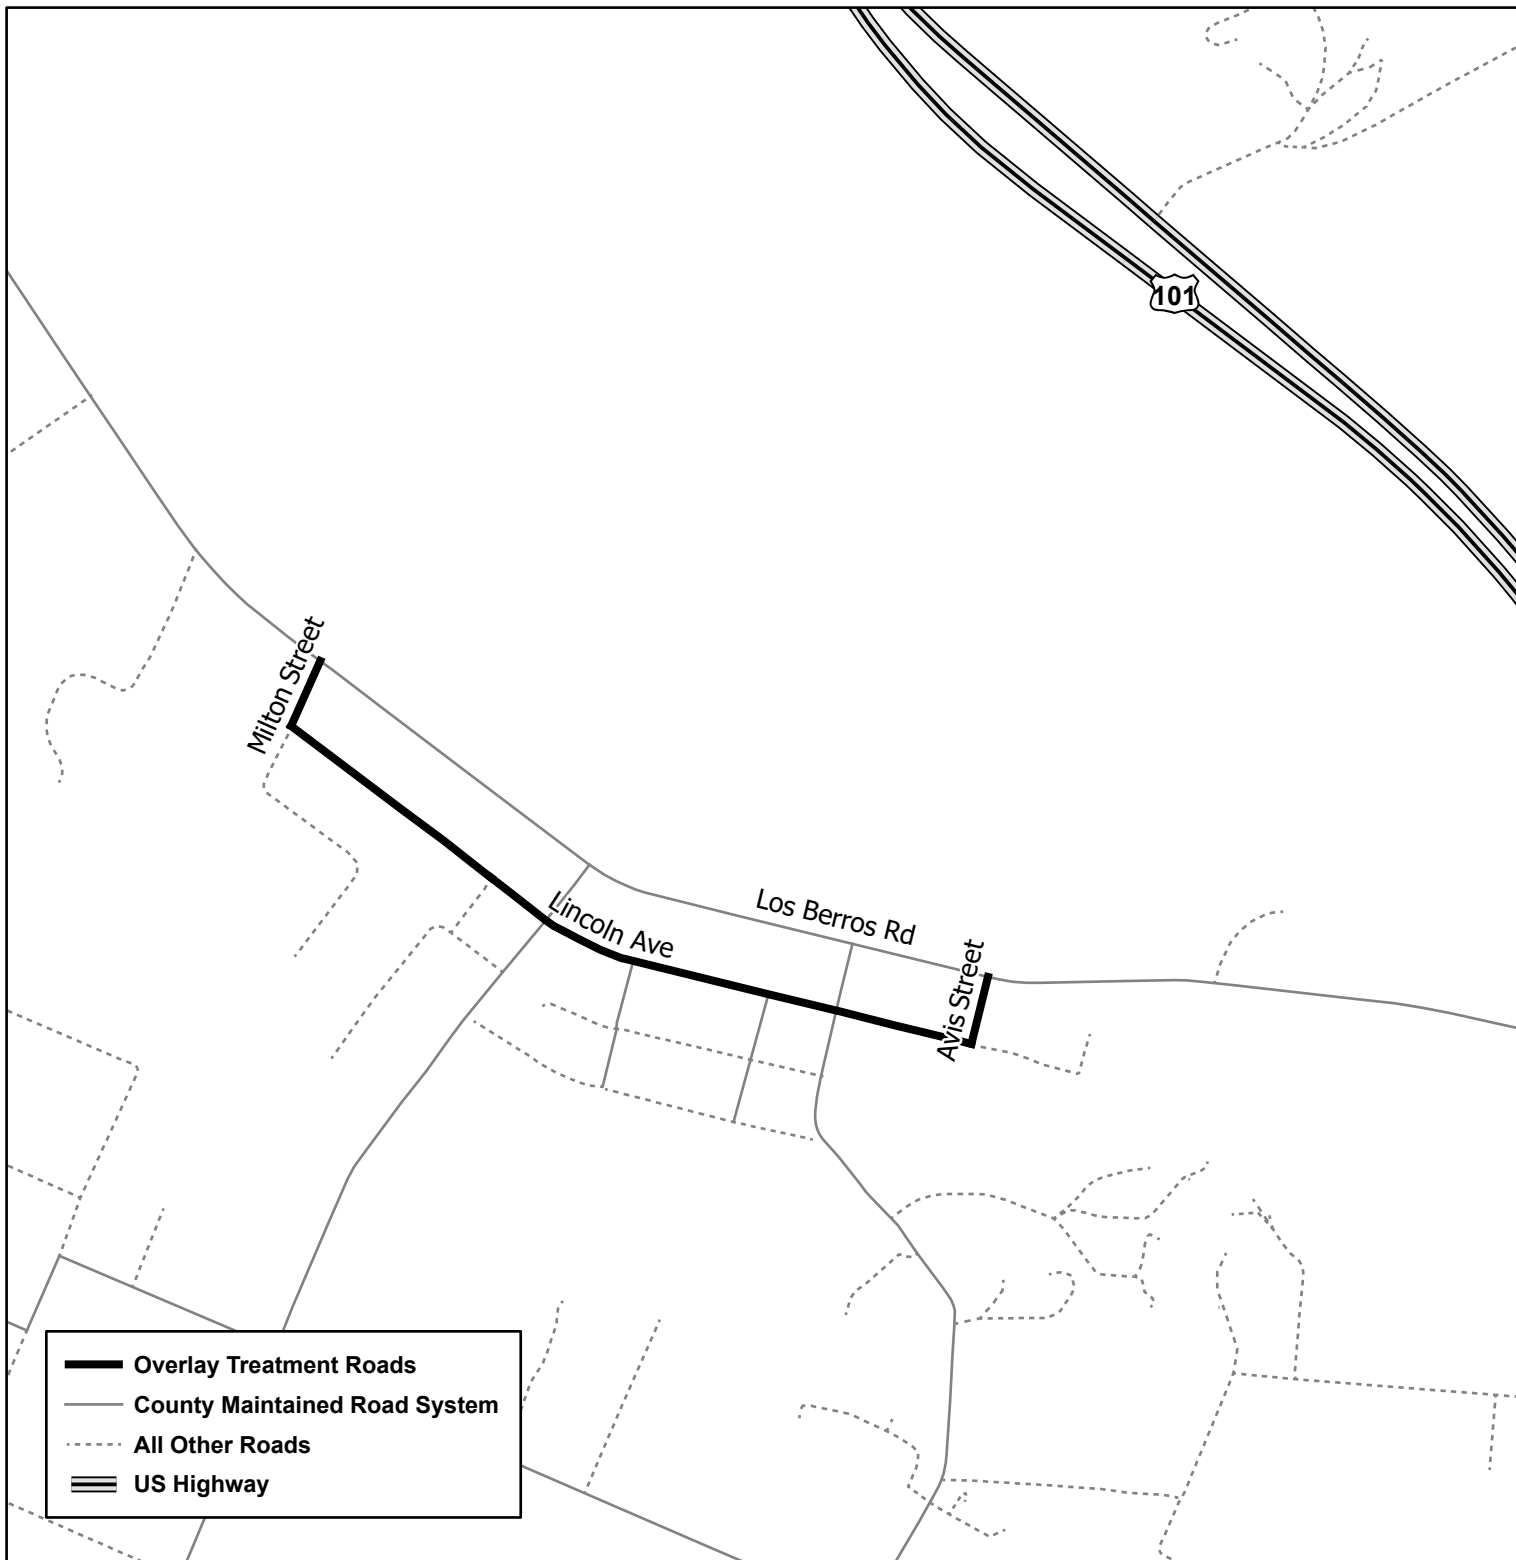 101
Milton Street
Lincoln Ave
Los Berros Rd
Avis Street
Overlay Treatment Roads
County Maintained Road System
All Other Roads
US Highway